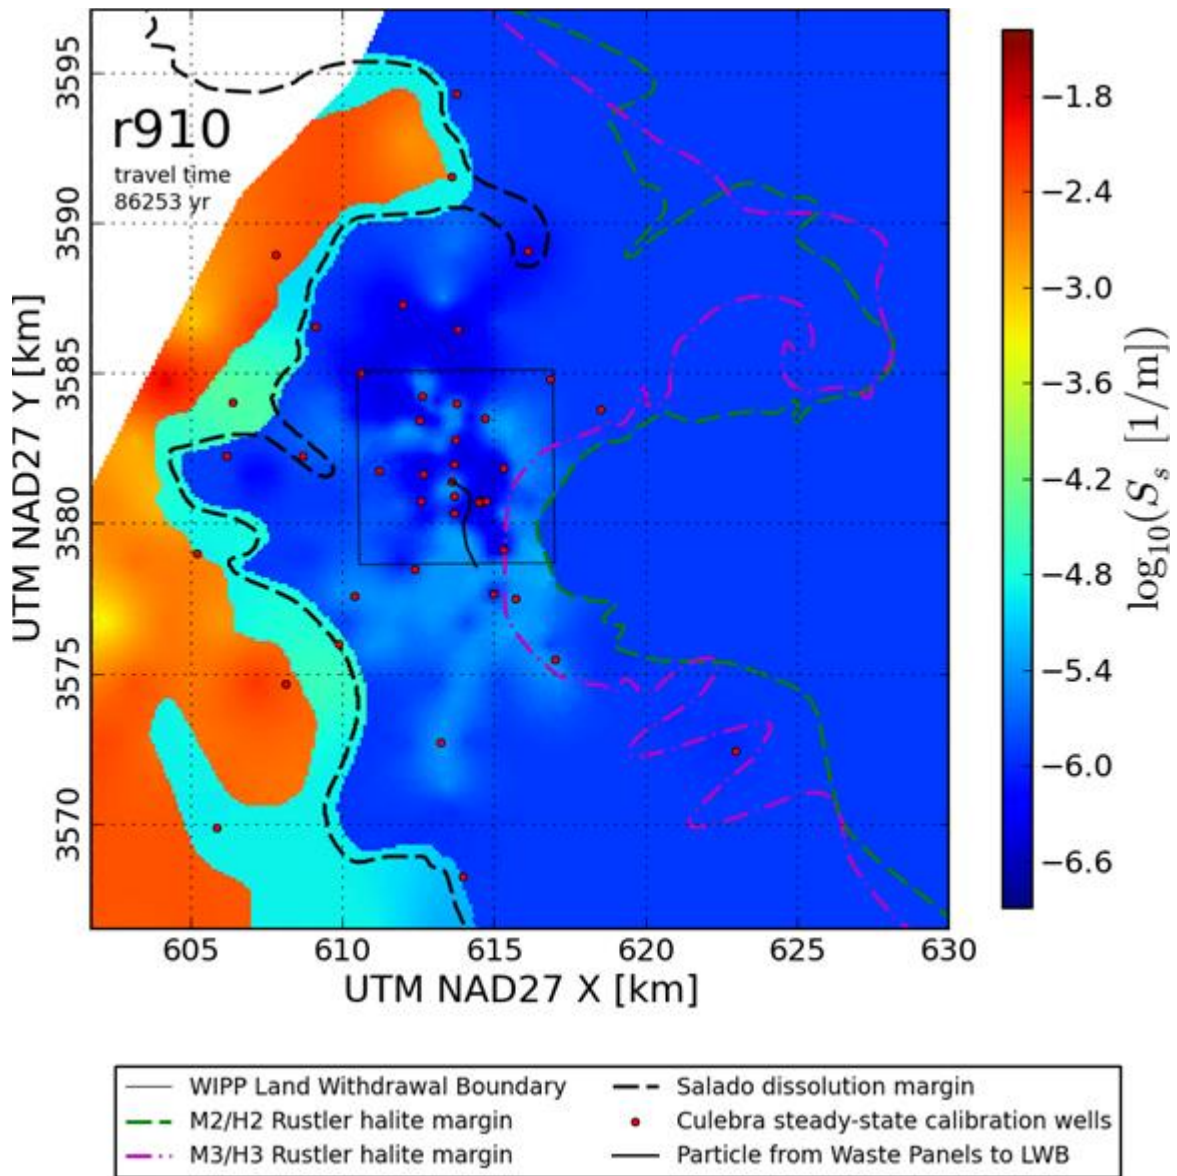 r910
travel time
86253 yr
3595
3590
3585
3580
3575
3570
UTM NAD27 Y [km]
605 610 615 620 625 630
UTM NAD27 X [km]
−1.8
−2.4
−3.0
−3.6
−4.2
−4.8
−5.4
−6.0
−6.6
log₁₀(Sₛ [1/m])
WIPP Land Withdrawal Boundary
M2/H2 Rustler halite margin
M3/H3 Rustler halite margin
Salado dissolution margin
Culebra steady-state calibration wells
Particle from Waste Panels to LWB